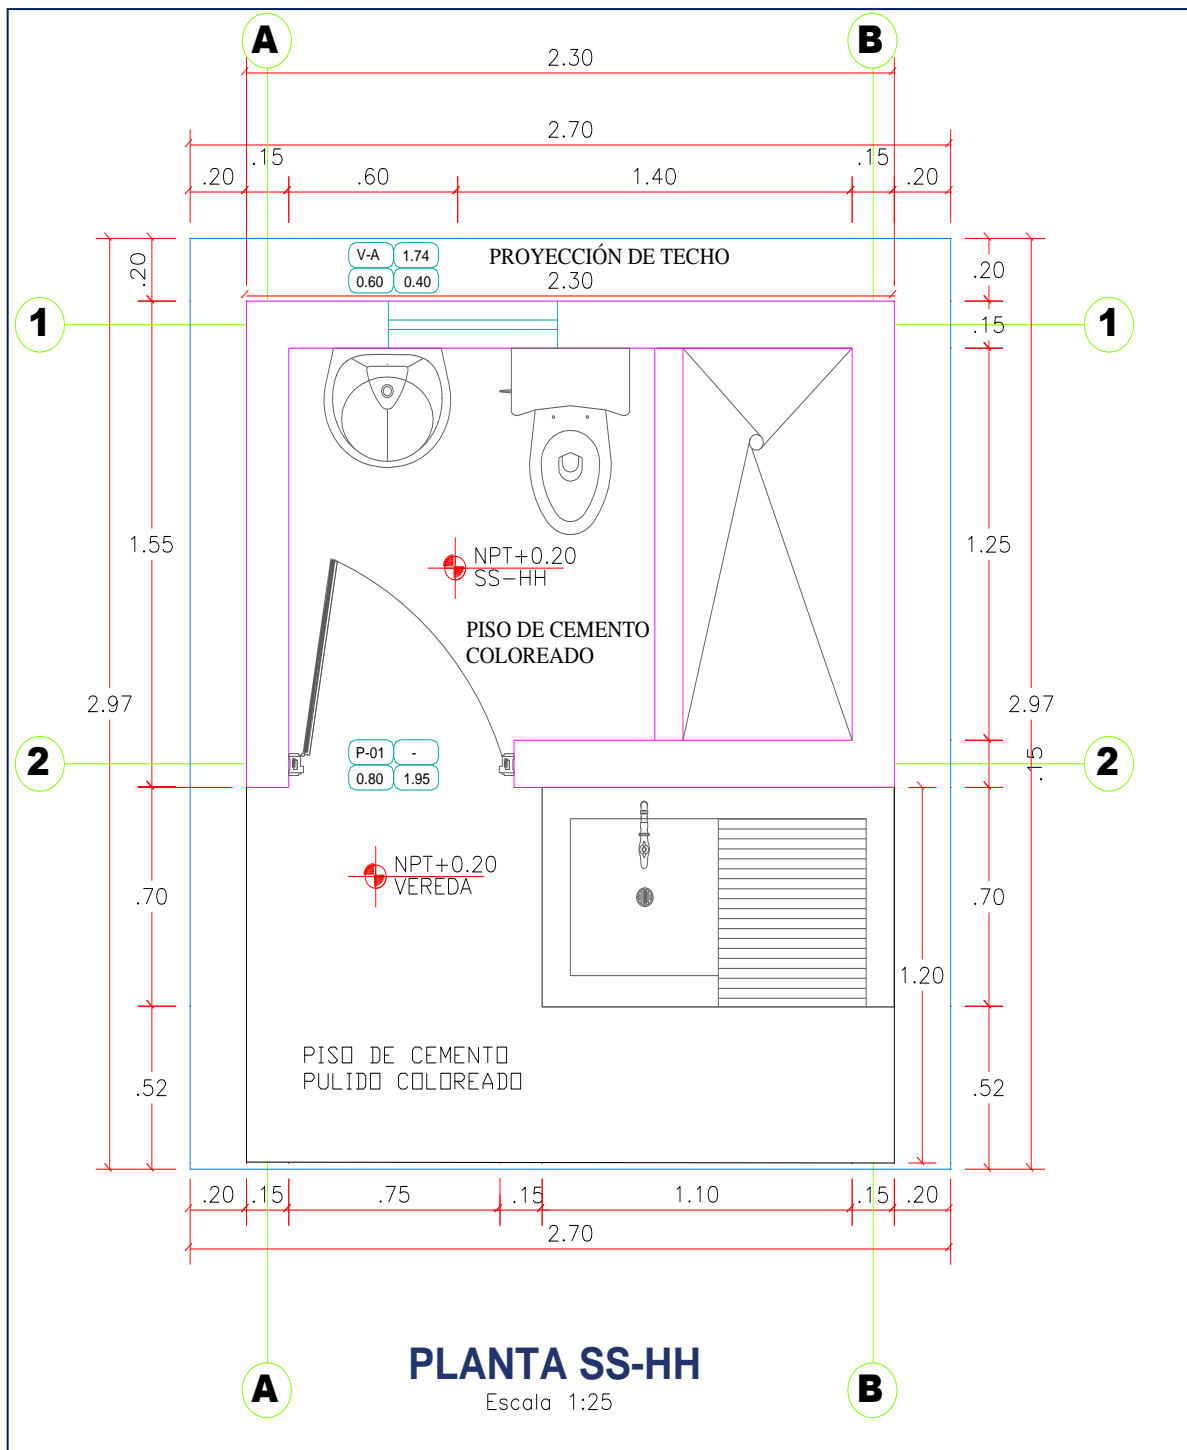 A
B
2.30
2.70
.15
.15
.20
.60
1.40
.20
V-A
1.74
PROYECCIÓN DE TECHO
0.60
0.40
2.30
.20
.20
1
.15
1
1.55
1.25
NPT+0.20
SS-HH
PISO DE CEMENTO
COLOREADO
2.97
2.97
2
P-01
-
.15
2
0.80
1.95
NPT+0.20
VEREDA
.70
.70
1.20
PISO DE CEMENTO
PULIDO COLOREADO
.52
.52
.20
.15
.75
.15
1.10
.15
.20
2.70
PLANTA SS-HH
Escala 1:25
A
B